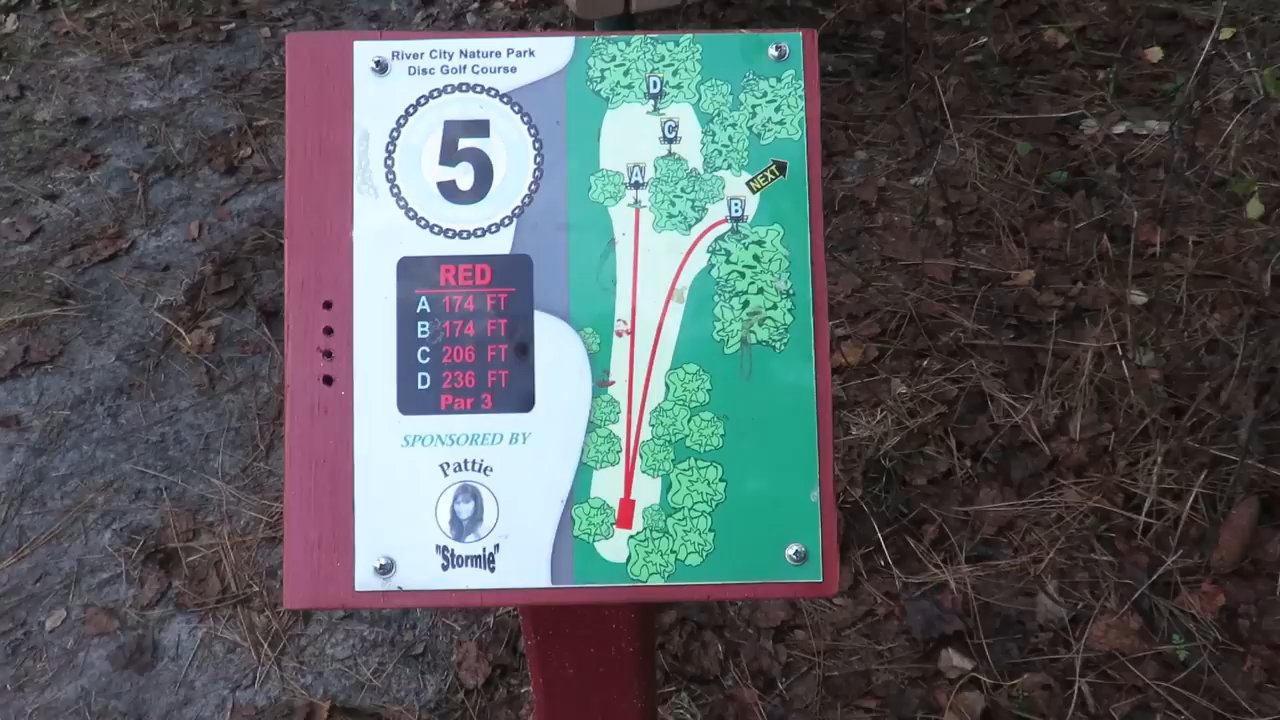 River City Nature Park
Disc Golf Course
5
RED
A 174 FT
B 174 FT
C 206 FT
D 236 FT
Par 3
SPONSORED BY
Pattie
"Stormie"
D
C
A
NEXT
B